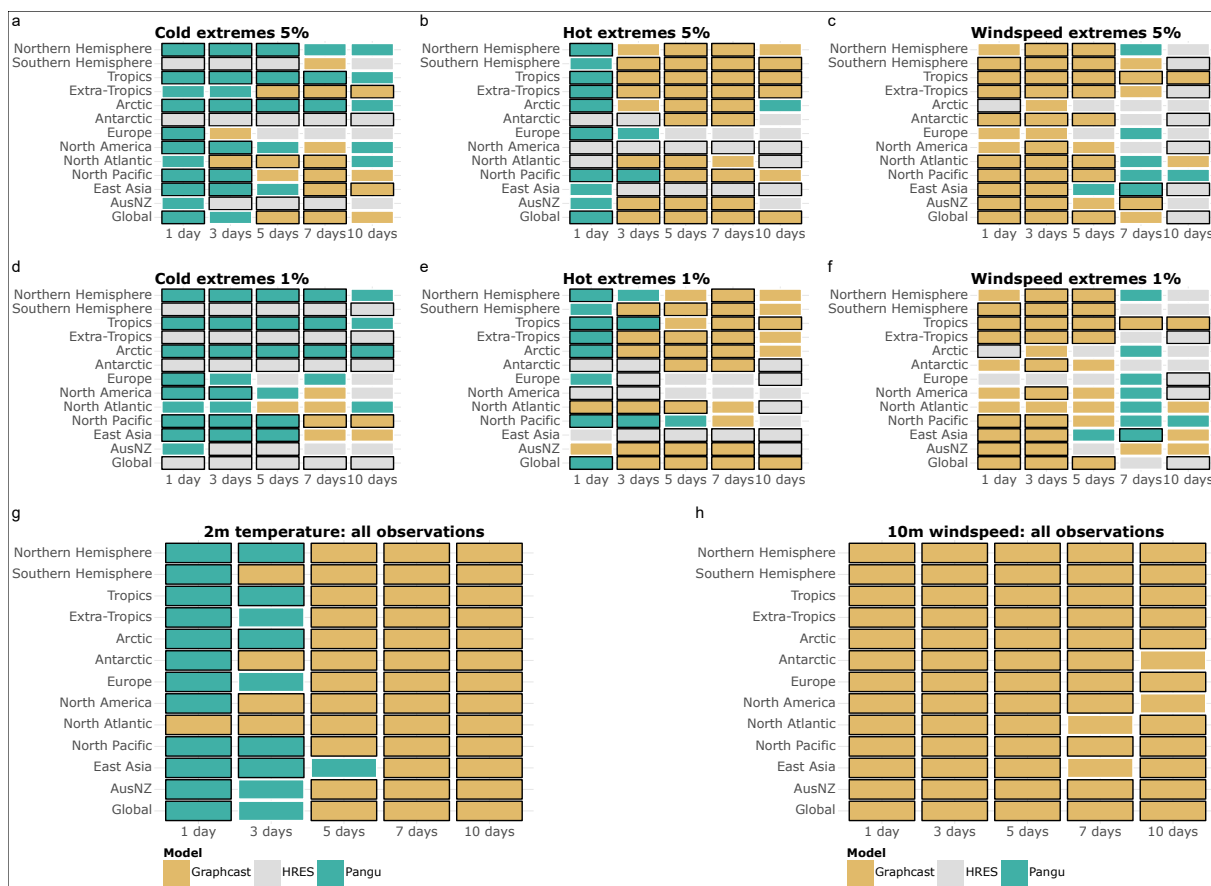 a
Cold extremes 5%
Northern Hemisphere
Southern Hemisphere
Tropics
Extra-Tropics
Arctic
Antarctic
Europe
North America
North Atlantic
North Pacific
East Asia
AusNZ
Global
1 day 3 days 5 days 7 days 10 days
b
Hot extremes 5%
Northern Hemisphere
Southern Hemisphere
Tropics
Extra-Tropics
Arctic
Antarctic
Europe
North America
North Atlantic
North Pacific
East Asia
AusNZ
Global
1 day 3 days 5 days 7 days 10 days
c
Windspeed extremes 5%
Northern Hemisphere
Southern Hemisphere
Tropics
Extra-Tropics
Arctic
Antarctic
Europe
North America
North Atlantic
North Pacific
East Asia
AusNZ
Global
1 day 3 days 5 days 7 days 10 days
d
Cold extremes 1%
Northern Hemisphere
Southern Hemisphere
Tropics
Extra-Tropics
Arctic
Antarctic
Europe
North America
North Atlantic
North Pacific
East Asia
AusNZ
Global
1 day 3 days 5 days 7 days 10 days
e
Hot extremes 1%
Northern Hemisphere
Southern Hemisphere
Tropics
Extra-Tropics
Arctic
Antarctic
Europe
North America
North Atlantic
North Pacific
East Asia
AusNZ
Global
1 day 3 days 5 days 7 days 10 days
f
Windspeed extremes 1%
Northern Hemisphere
Southern Hemisphere
Tropics
Extra-Tropics
Arctic
Antarctic
Europe
North America
North Atlantic
North Pacific
East Asia
AusNZ
Global
1 day 3 days 5 days 7 days 10 days
g
2m temperature: all observations
Northern Hemisphere
Southern Hemisphere
Tropics
Extra-Tropics
Arctic
Antarctic
Europe
North America
North Atlantic
North Pacific
East Asia
AusNZ
Global
1 day 3 days 5 days 7 days 10 days
Model
Graphcast HRES Pangu
h
10m windspeed: all observations
Northern Hemisphere
Southern Hemisphere
Tropics
Extra-Tropics
Arctic
Antarctic
Europe
North America
North Atlantic
North Pacific
East Asia
AusNZ
Global
1 day 3 days 5 days 7 days 10 days
Model
Graphcast HRES Pangu